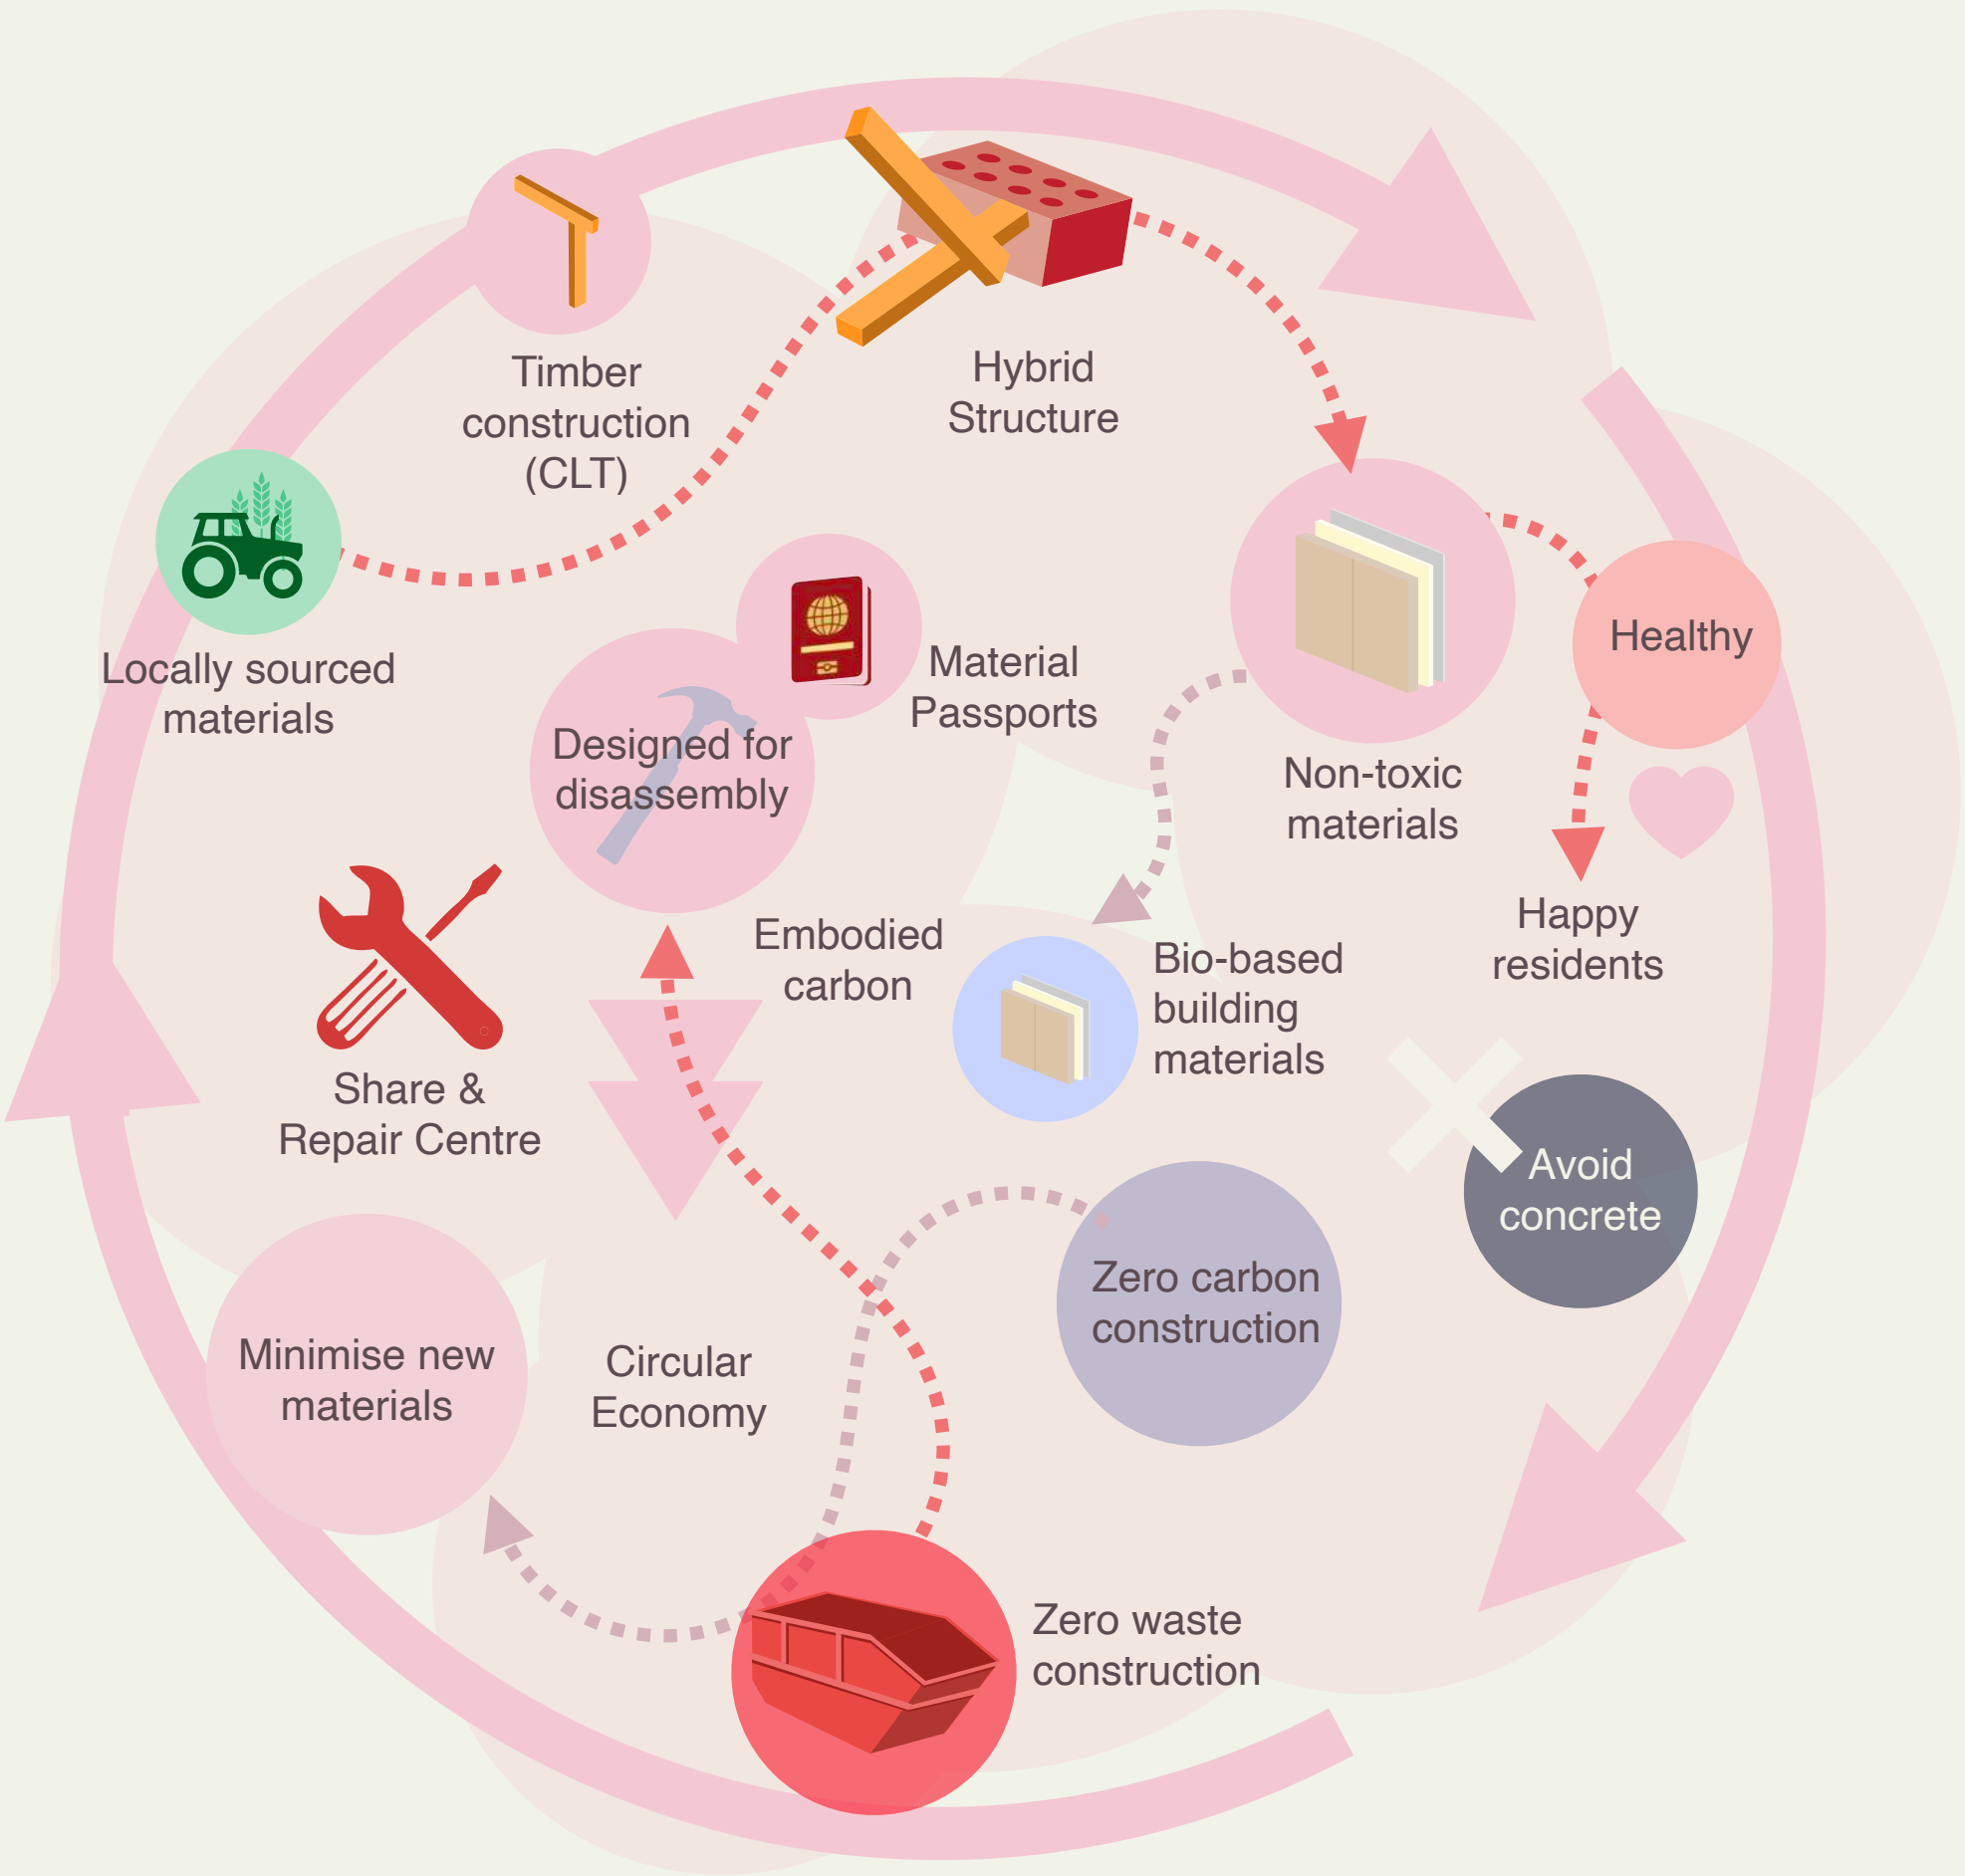 Timber
construction
(CLT)
Hybrid
Structure
Locally sourced
materials
Material
Passports
Healthy
Designed for
disassembly
Non-toxic
materials
Happy
residents
Embodied
carbon
Bio-based
building
materials
Share &
Repair Centre
Avoid
concrete
Zero carbon
construction
Minimise new
materials
Circular
Economy
Zero waste
construction